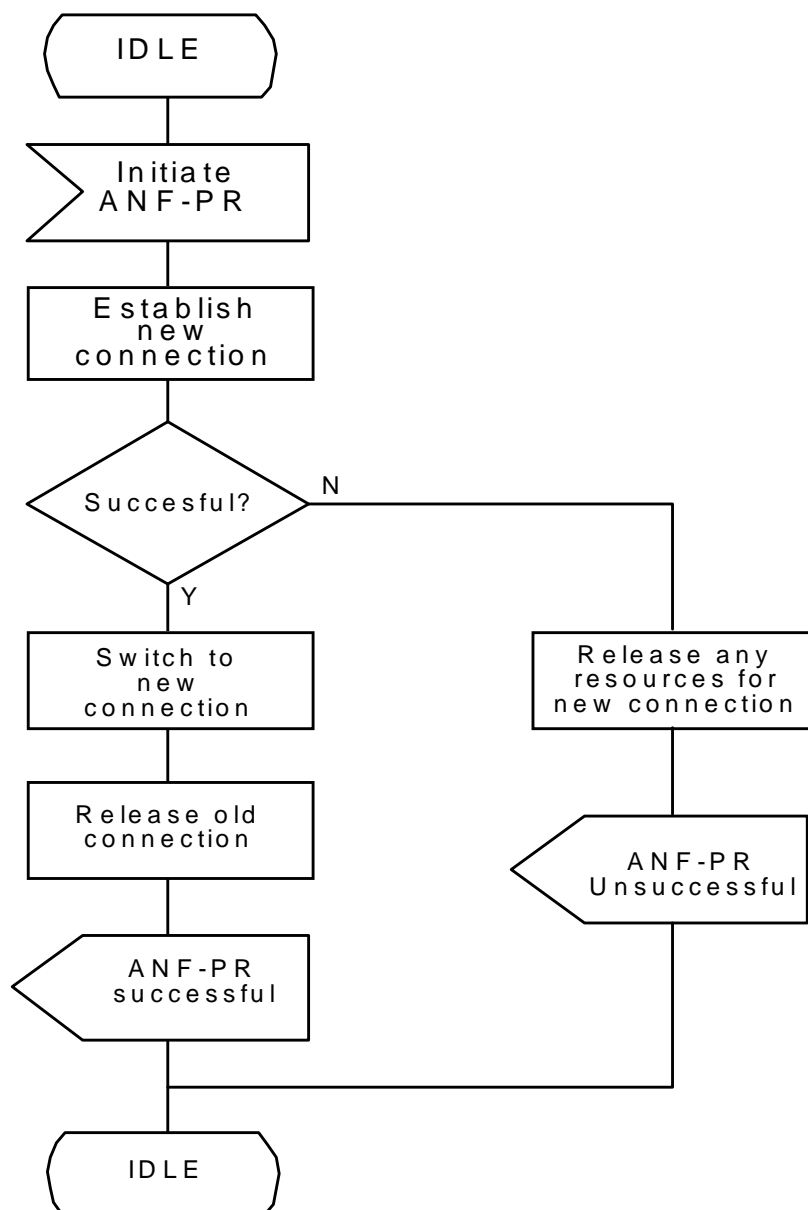 IDLE
Initiate
ANF-PR
Establish
new
connection
Succesful?
N
Y
Switch to
new
connection
Release any
resources for
new connection
Release old
connection
ANF-PR
Unsuccessful
ANF-PR
successful
IDLE